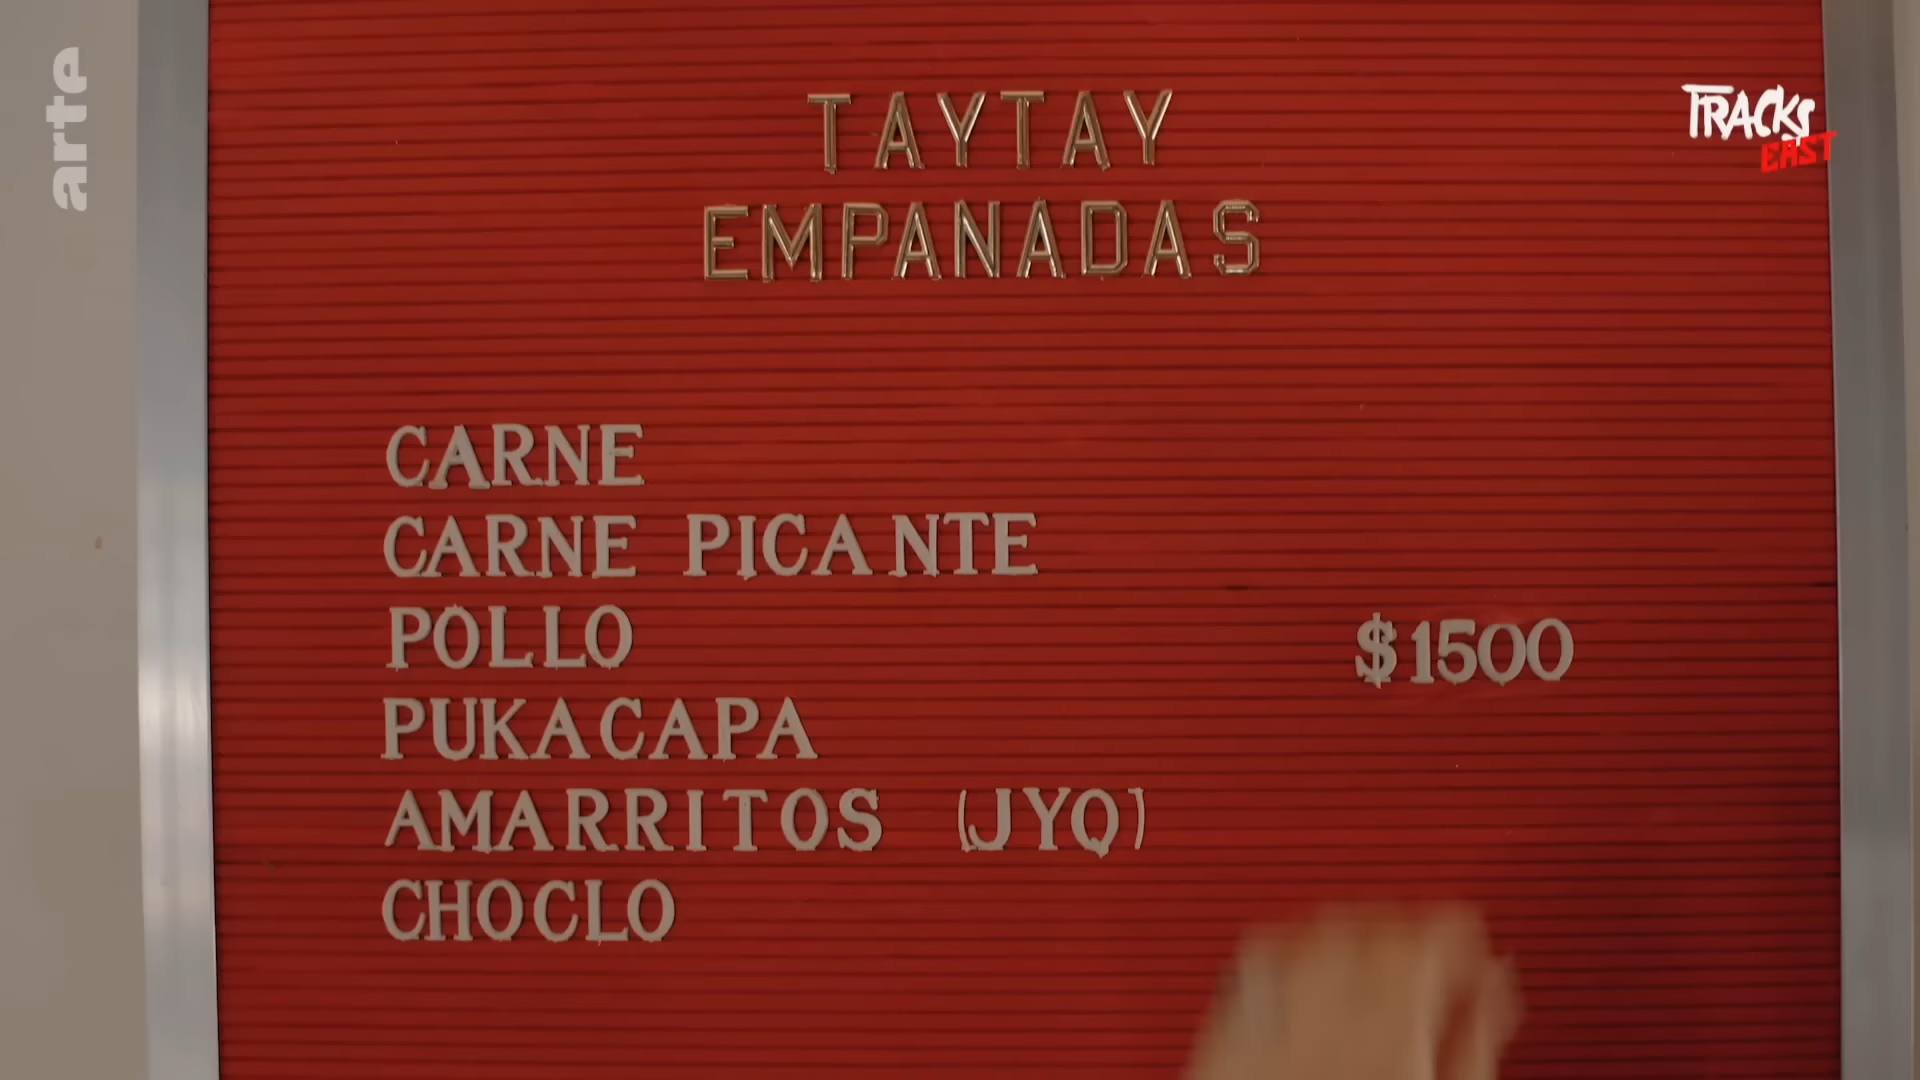 arte
TRACKS
EAST
TAYTAY
EMPANADAS
CARNE
CARNE PICANTE
POLLO
$1500
PUKACAPA
AMARRITOS (JYQ)
CHOCLO